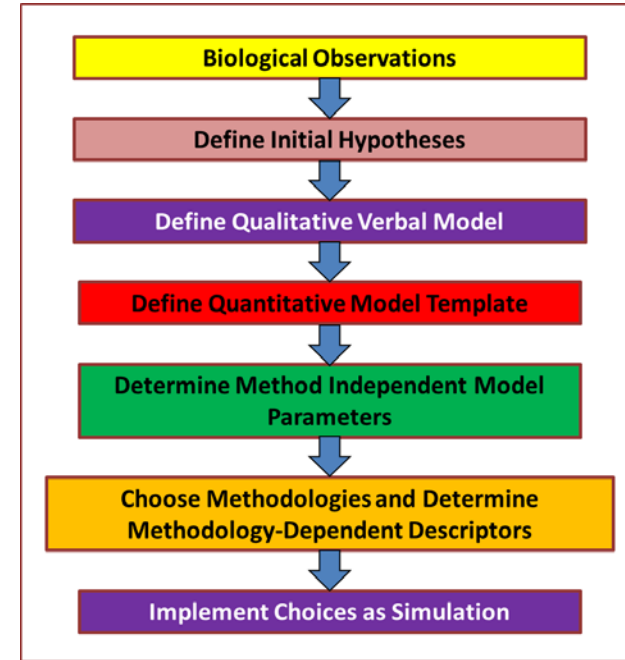 Biological Observations
Define Initial Hypotheses
Define Qualitative Verbal Model
Define Quantitative Model Template
Determine Method Independent Model
Parameters
Choose Methodologies and Determine
Methodology-Dependent Descriptors
Implement Choices as Simulation